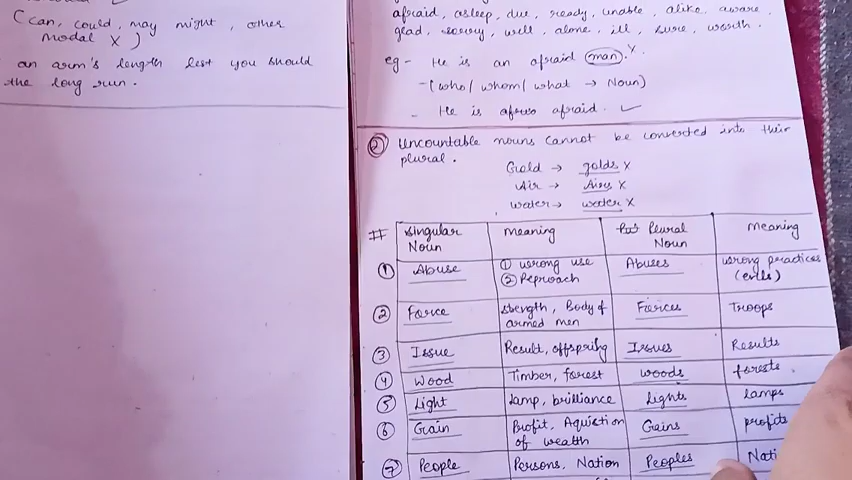 (can, could, may might, other
modal X)
an arm's length lest you should
the long run.
afraid, asleep, due, ready, unable, alike, aware,
glad, sorry, well, alone, ill, sure, worth.
eg- He is an afraid man. X
-(who/whom/what → Noun)
- He is afraid. ✓
② Uncountable nouns cannot be converted into their
plural.
Gold → golds X
Air → Airs X
Water → water X
# Singular Noun | Meaning | Plural Noun | Meaning
① Abuse | ① wrong use ② Reproach | Abuses | wrong practices (evils)
② Force | strength, Body of armed men | Forces | Troops
③ Issue | Result, offspring | Issues | Results
④ Wood | Timber, forest | woods | forests
⑤ Light | Lamp, brilliance | Lights | lamps
⑥ Gain | Profit, Aquistion of wealth | Gains | profits
⑦ People | Persons, Nation | Peoples